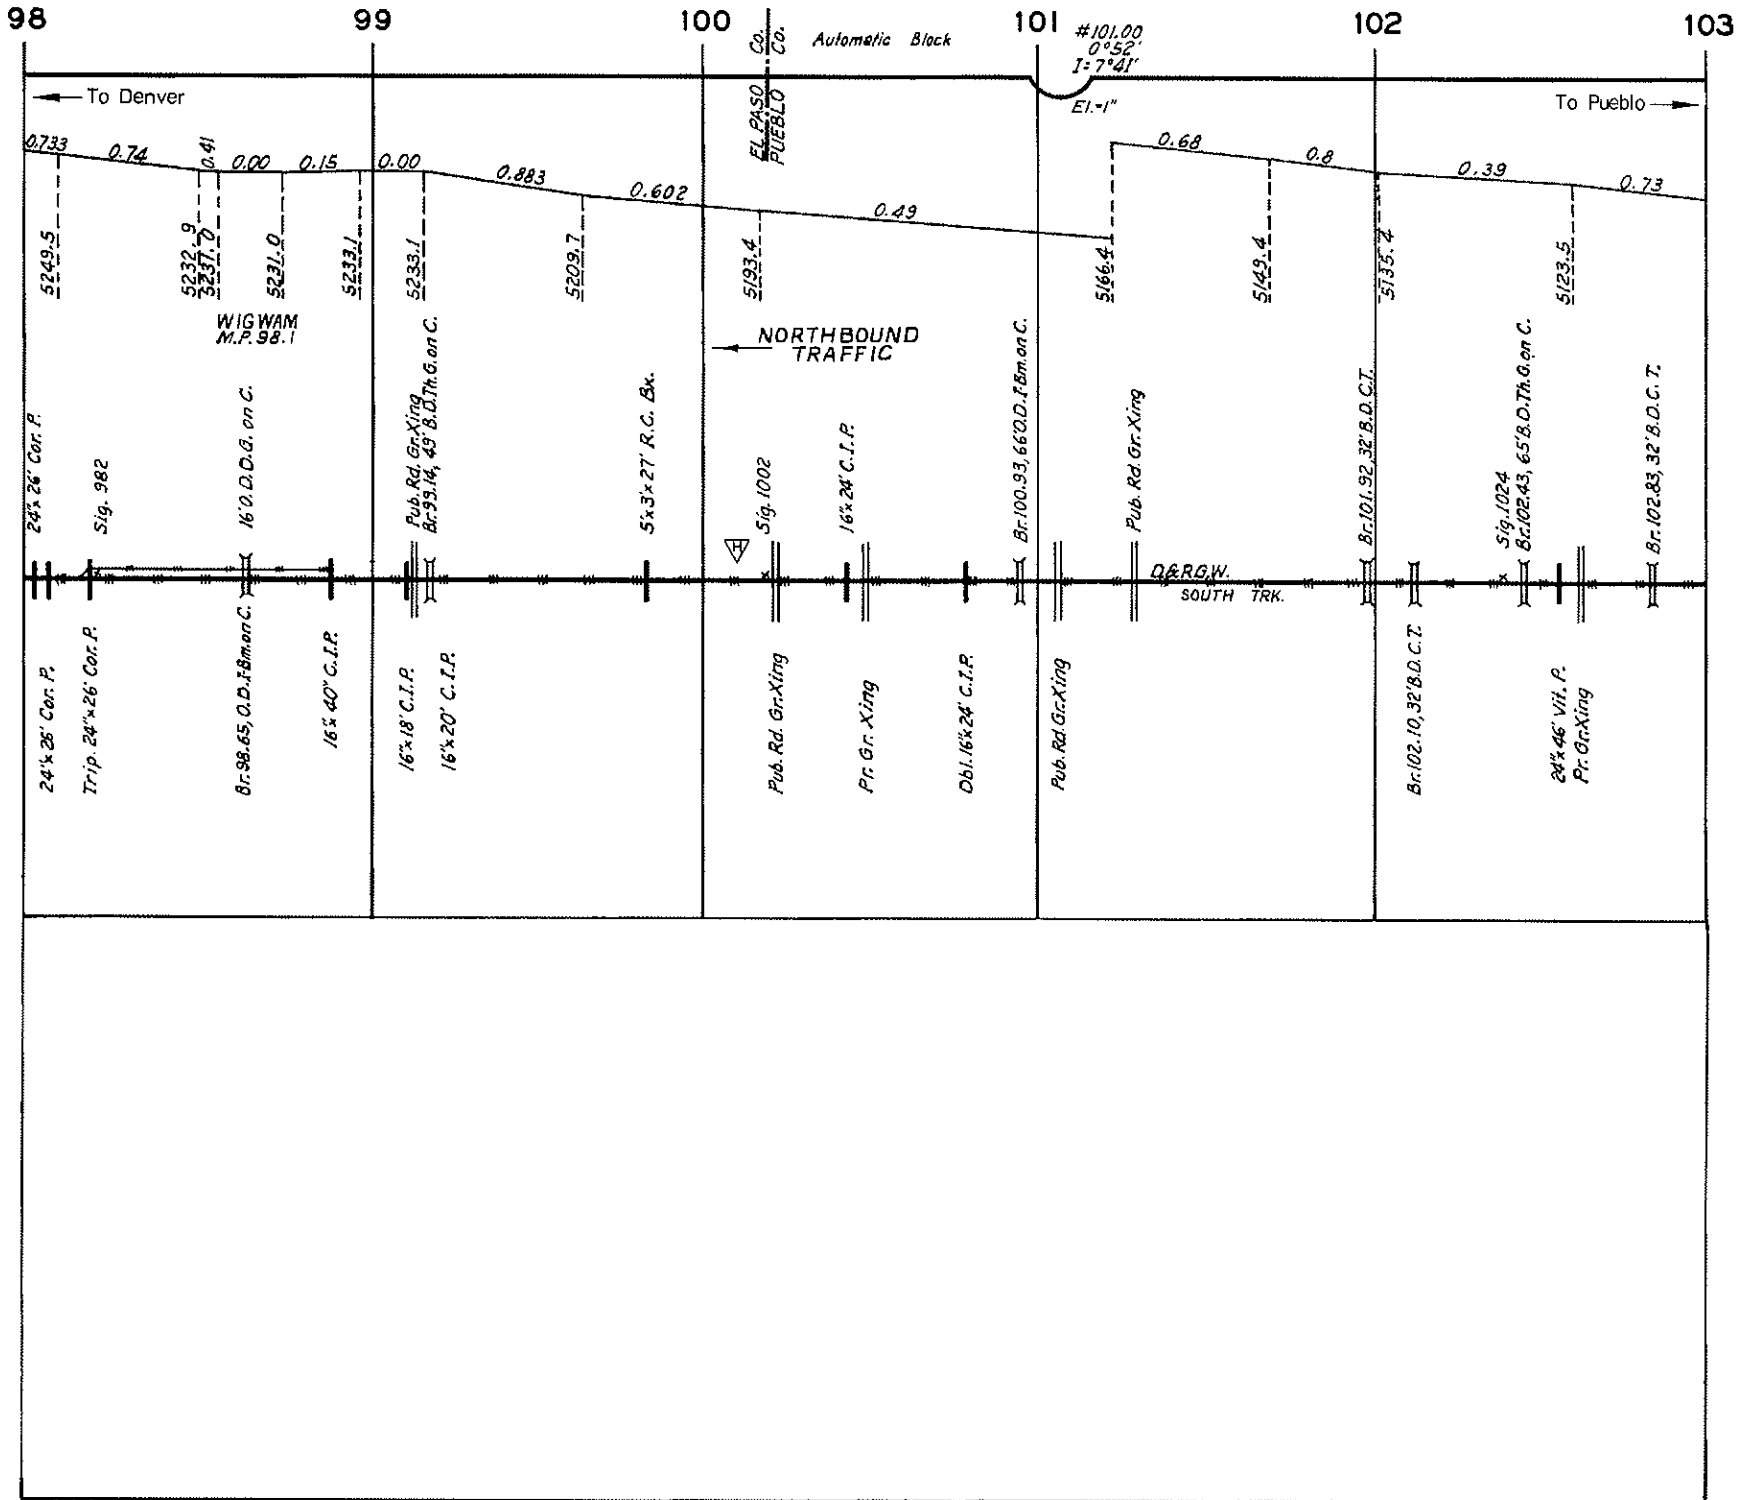 98 99 100 101 102 103
EL PASO Co.
PUEBLO Co.
Automatic Block
#101.00
0°52'
I=7°41'
El.=1"
To Denver
To Pueblo
0.733 0.74 0.41 0.00 0.15 0.00 0.883 0.602 0.49 0.68 0.8 0.39 0.73
5249.5 5232.9 5231.0 5231.0 5233.1 5233.1 5209.7 5193.4 5166.4 5149.4 5135.4 5123.5
WIGWAM
M.P. 98.1
NORTHBOUND
TRAFFIC
24"x 26' Cor. P.
Sig. 982
16' O.D.D.G. on C.
Pub. Rd. Gr. Xing
Br. 99.14, 49' B.D.Th.G. on C.
5'x3'x27' R.C. Bx.
H
Sig. 1002
16"x24' C.I.P.
Br. 100.93, 66' O.D.I-Bm. on C.
Pub. Rd. Gr. Xing
Br. 101.92, 32' B.D.C.T.
Sig. 1024
Br. 102.43, 65' B.D.Th.G. on C.
Br. 102.83, 32' B.D.C.T.
D.&R.G.W.
SOUTH TRK.
24"x 26' Cor. P.
Trip. 24"x26' Cor. P.
Br. 98.65, O.D.I-Bm. on C.
16"x 40' C.I.P.
16"x18' C.I.P.
16"x20' C.I.P.
Pub. Rd. Gr. Xing
Pr. Gr. Xing
Dbl. 16"x24' C.I.P.
Pub. Rd. Gr. Xing
Br. 102.10, 32' B.D.C.T.
24"x46' Vit. P.
Pr. Gr. Xing